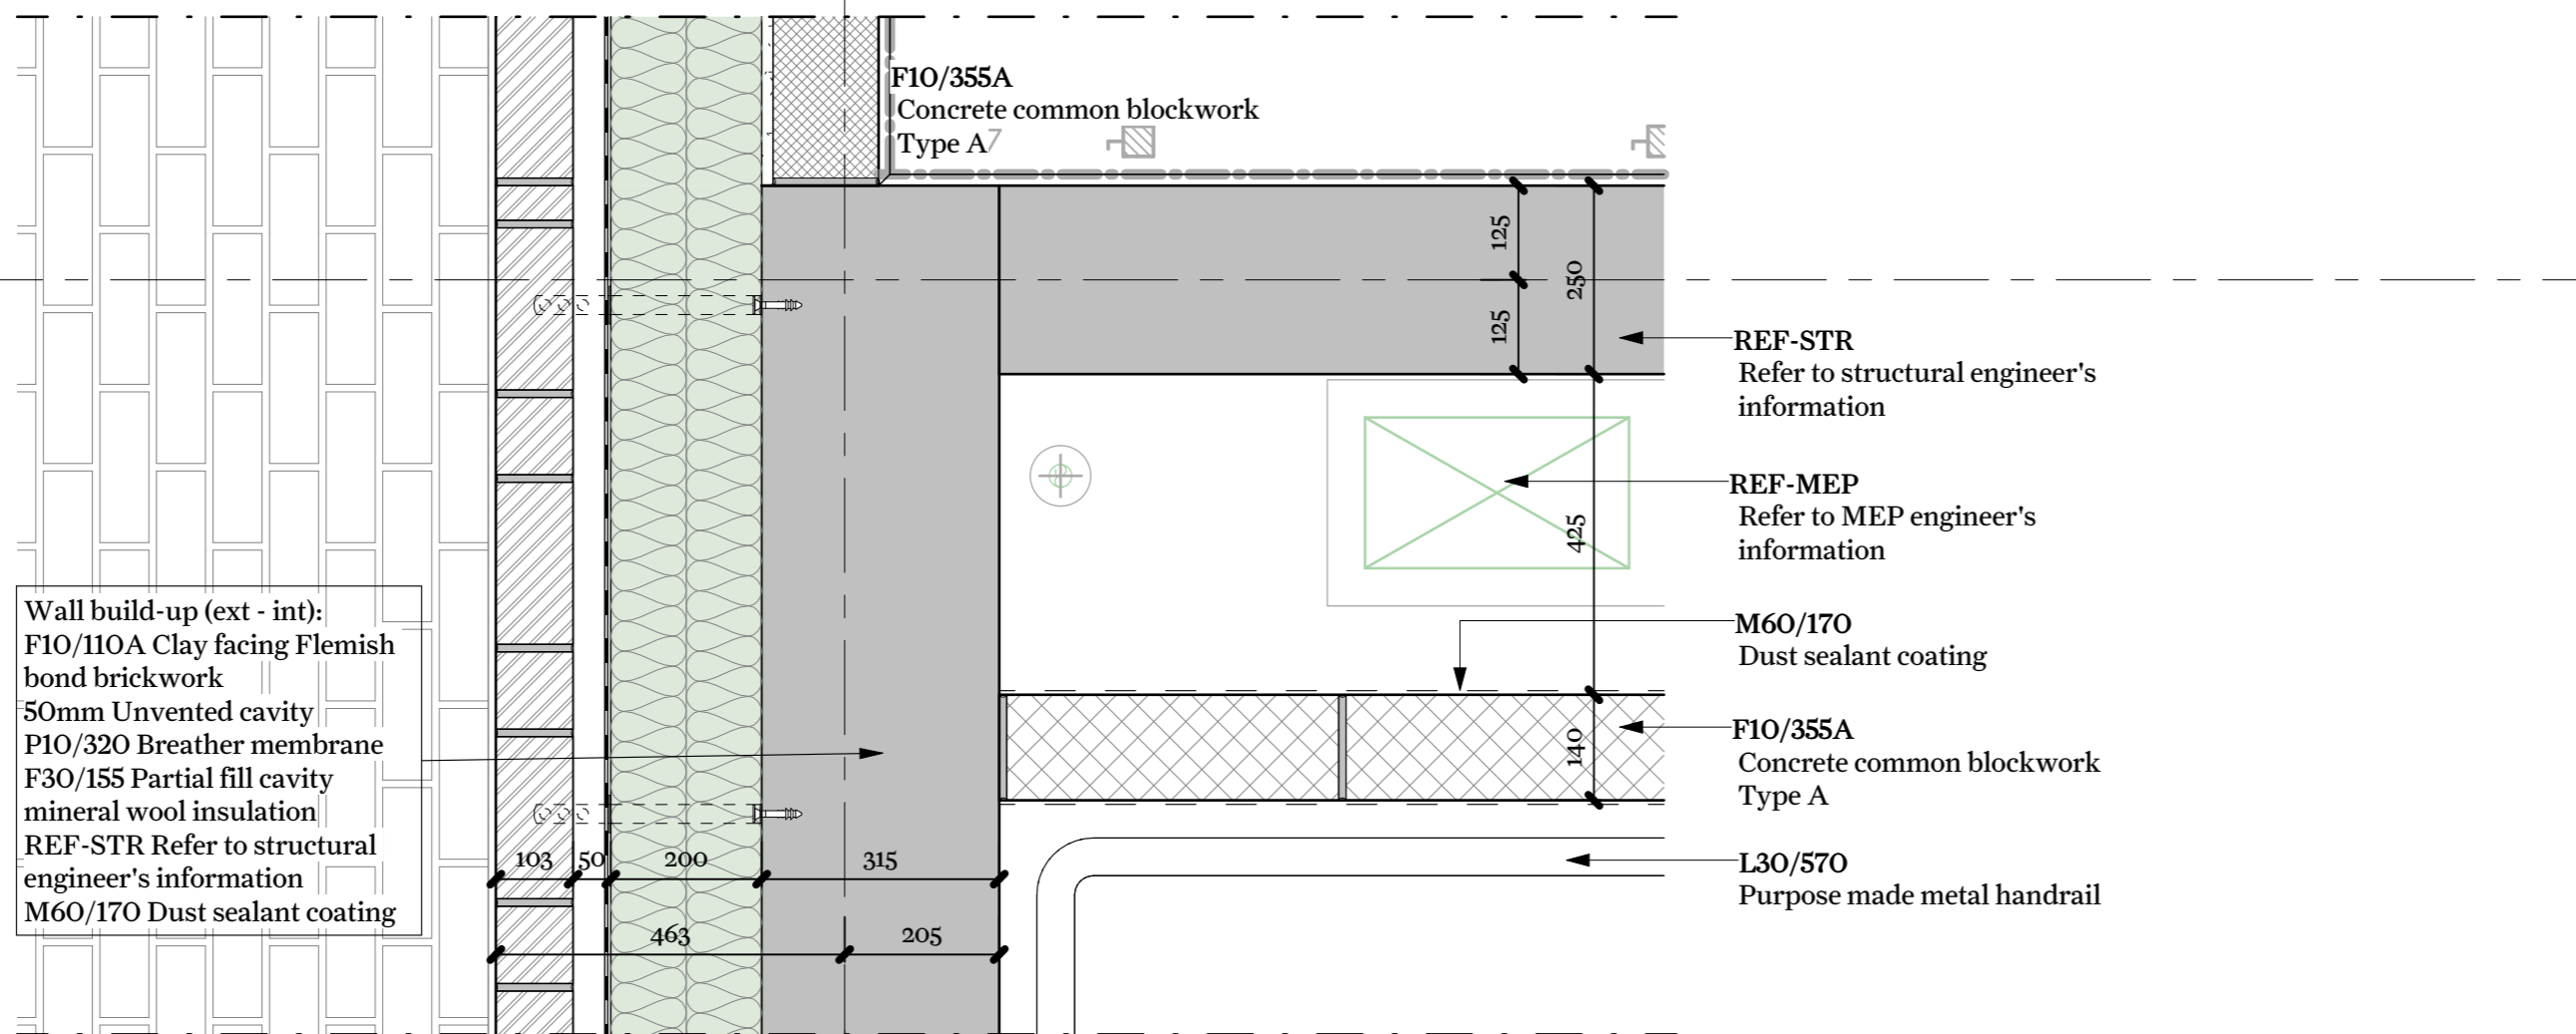 F10/355A
Concrete common blockwork
Type A7
125
250
125
REF-STR
Refer to structural engineer's
information
REF-MEP
Refer to MEP engineer's
information
425
M60/170
Dust sealant coating
F10/355A
Concrete common blockwork
Type A
140
L30/570
Purpose made metal handrail
Wall build-up (ext - int):
F10/110A Clay facing Flemish
bond brickwork
50mm Unvented cavity
P10/320 Breather membrane
F30/155 Partial fill cavity
mineral wool insulation
REF-STR Refer to structural
engineer's information
M60/170 Dust sealant coating
103 50 200 315
463 205